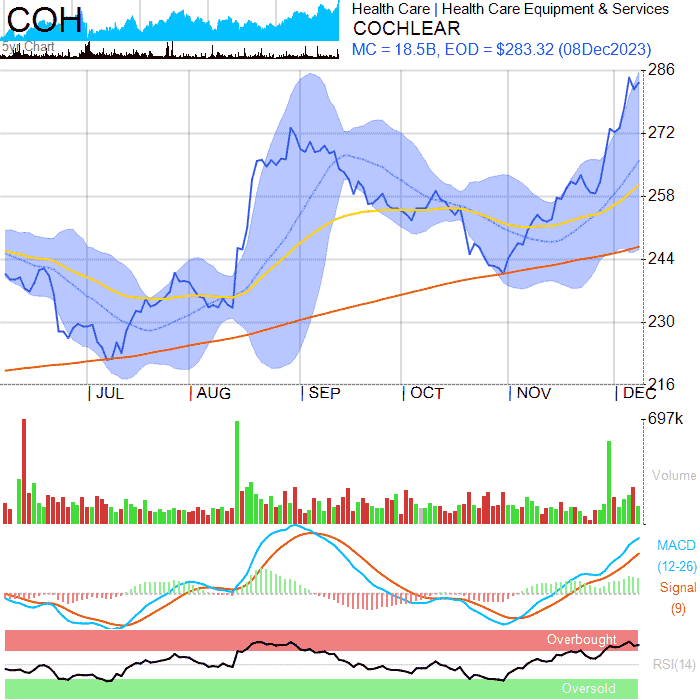 COH
5yr Chart
Health Care | Health Care Equipment & Services
COCHLEAR
MC = 18.5B, EOD = $283.32 (08Dec2023)
286
272
258
244
230
216
JUL AUG SEP OCT NOV DEC
697k
Volume
MACD
(12-26)
Signal
(9)
Overbought
RSI(14)
Oversold